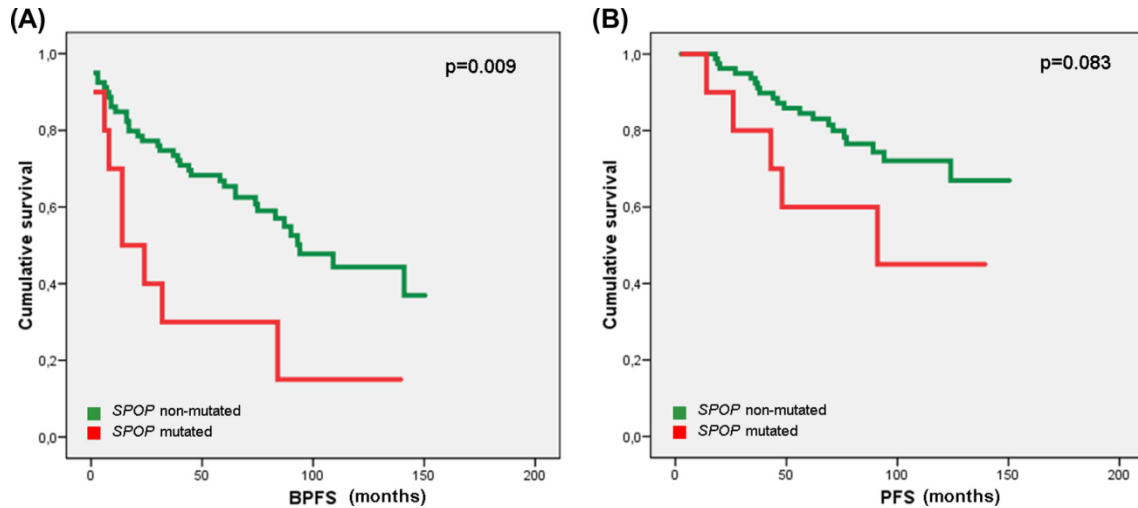 (A)
Cumulative survival
1,0
0,8
0,6
0,4
0,2
0,0
p=0.009
SPOP non-mutated
SPOP mutated
0
50
100
150
200
BPFS (months)
(B)
Cumulative survival
1,0
0,8
0,6
0,4
0,2
0,0
p=0.083
SPOP non-mutated
SPOP mutated
0
50
100
150
200
PFS (months)